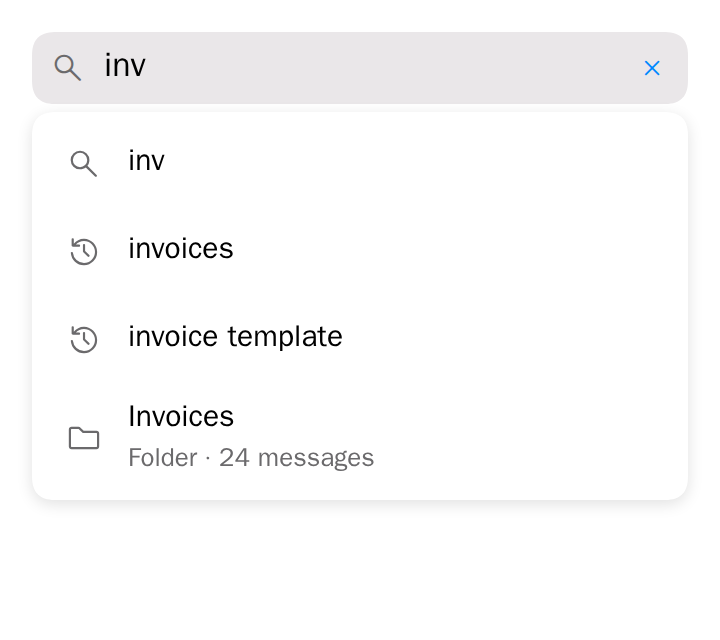 inv
inv
invoices
invoice template
Invoices
Folder · 24 messages